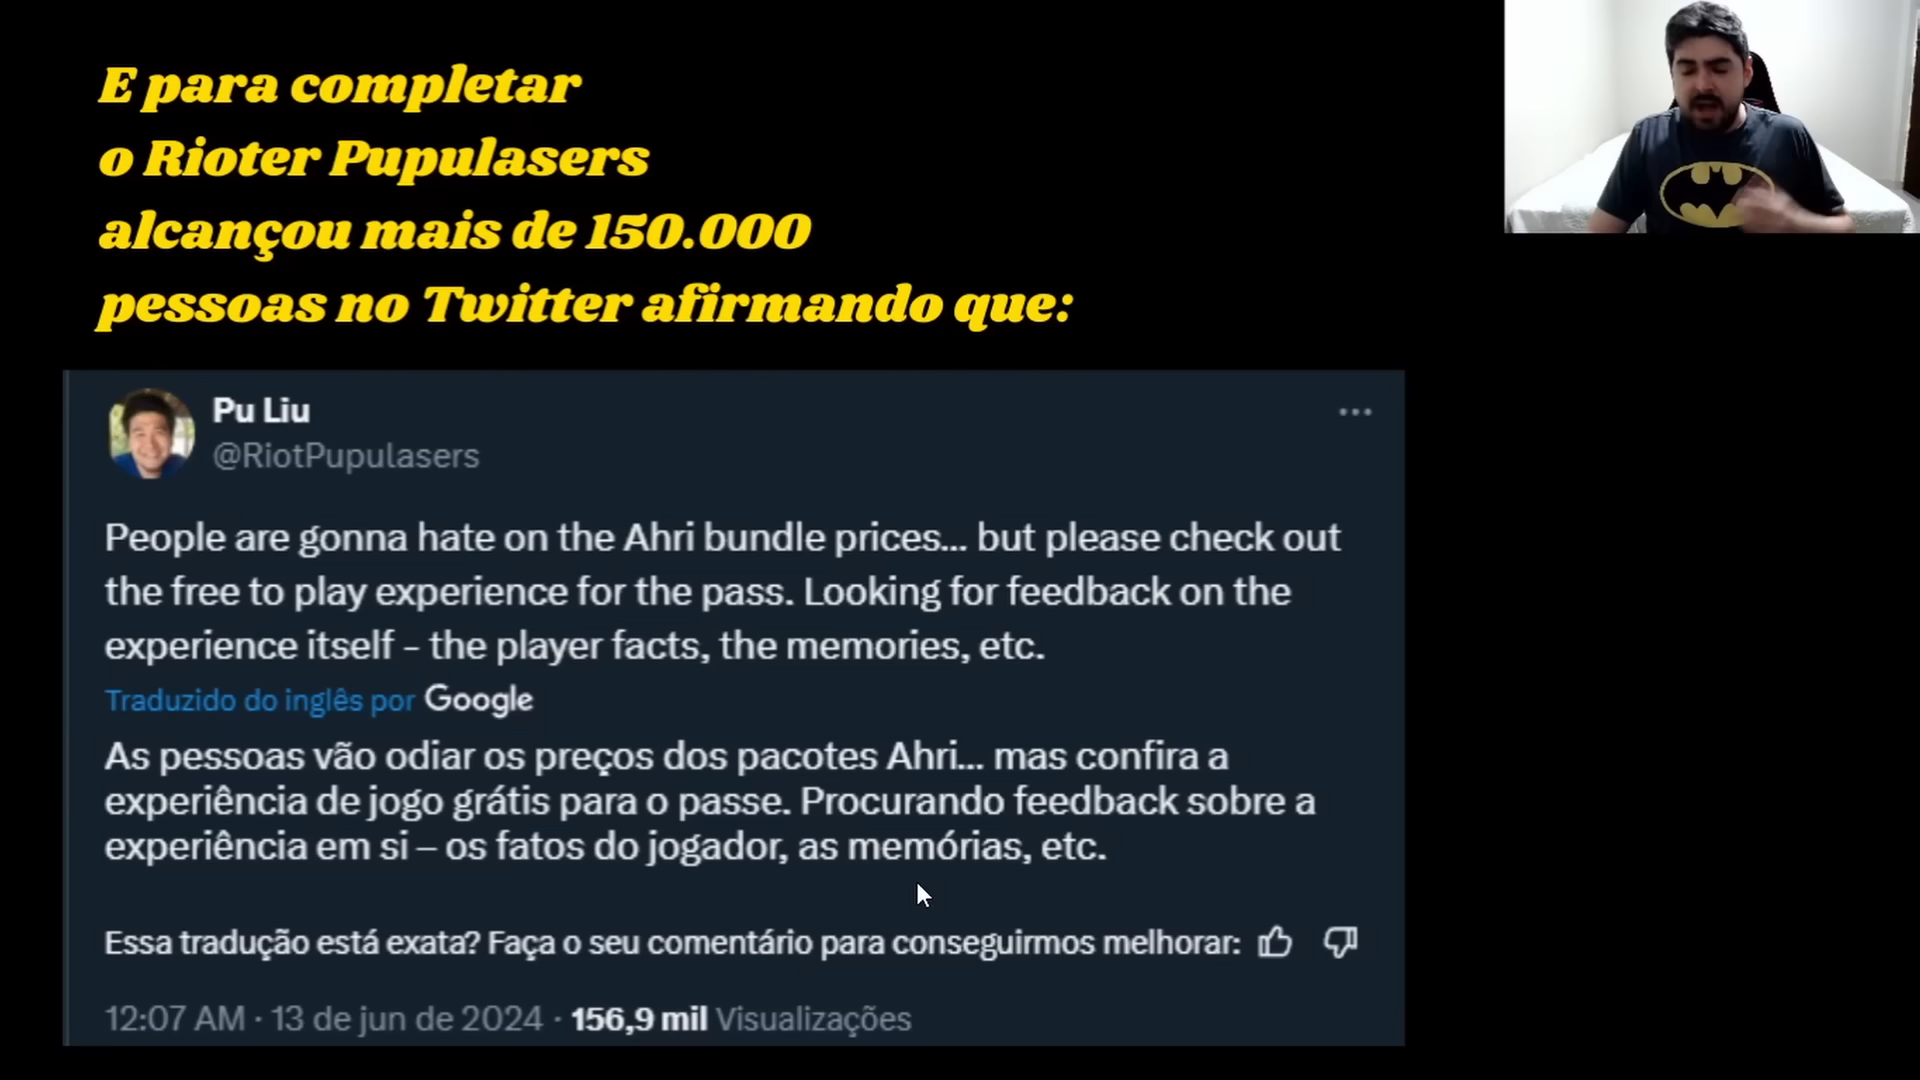 E para completar
o Rioter Pupulasers
alcançou mais de 150.000
pessoas no Twitter afirmando que:
Pu Liu
@RiotPupulasers
People are gonna hate on the Ahri bundle prices... but please check out
the free to play experience for the pass. Looking for feedback on the
experience itself - the player facts, the memories, etc.
Traduzido do inglês por Google
As pessoas vão odiar os preços dos pacotes Ahri... mas confira a
experiência de jogo grátis para o passe. Procurando feedback sobre a
experiência em si – os fatos do jogador, as memórias, etc.
Essa tradução está exata? Faça o seu comentário para conseguirmos melhorar:
12:07 AM · 13 de jun de 2024 · 156,9 mil Visualizações